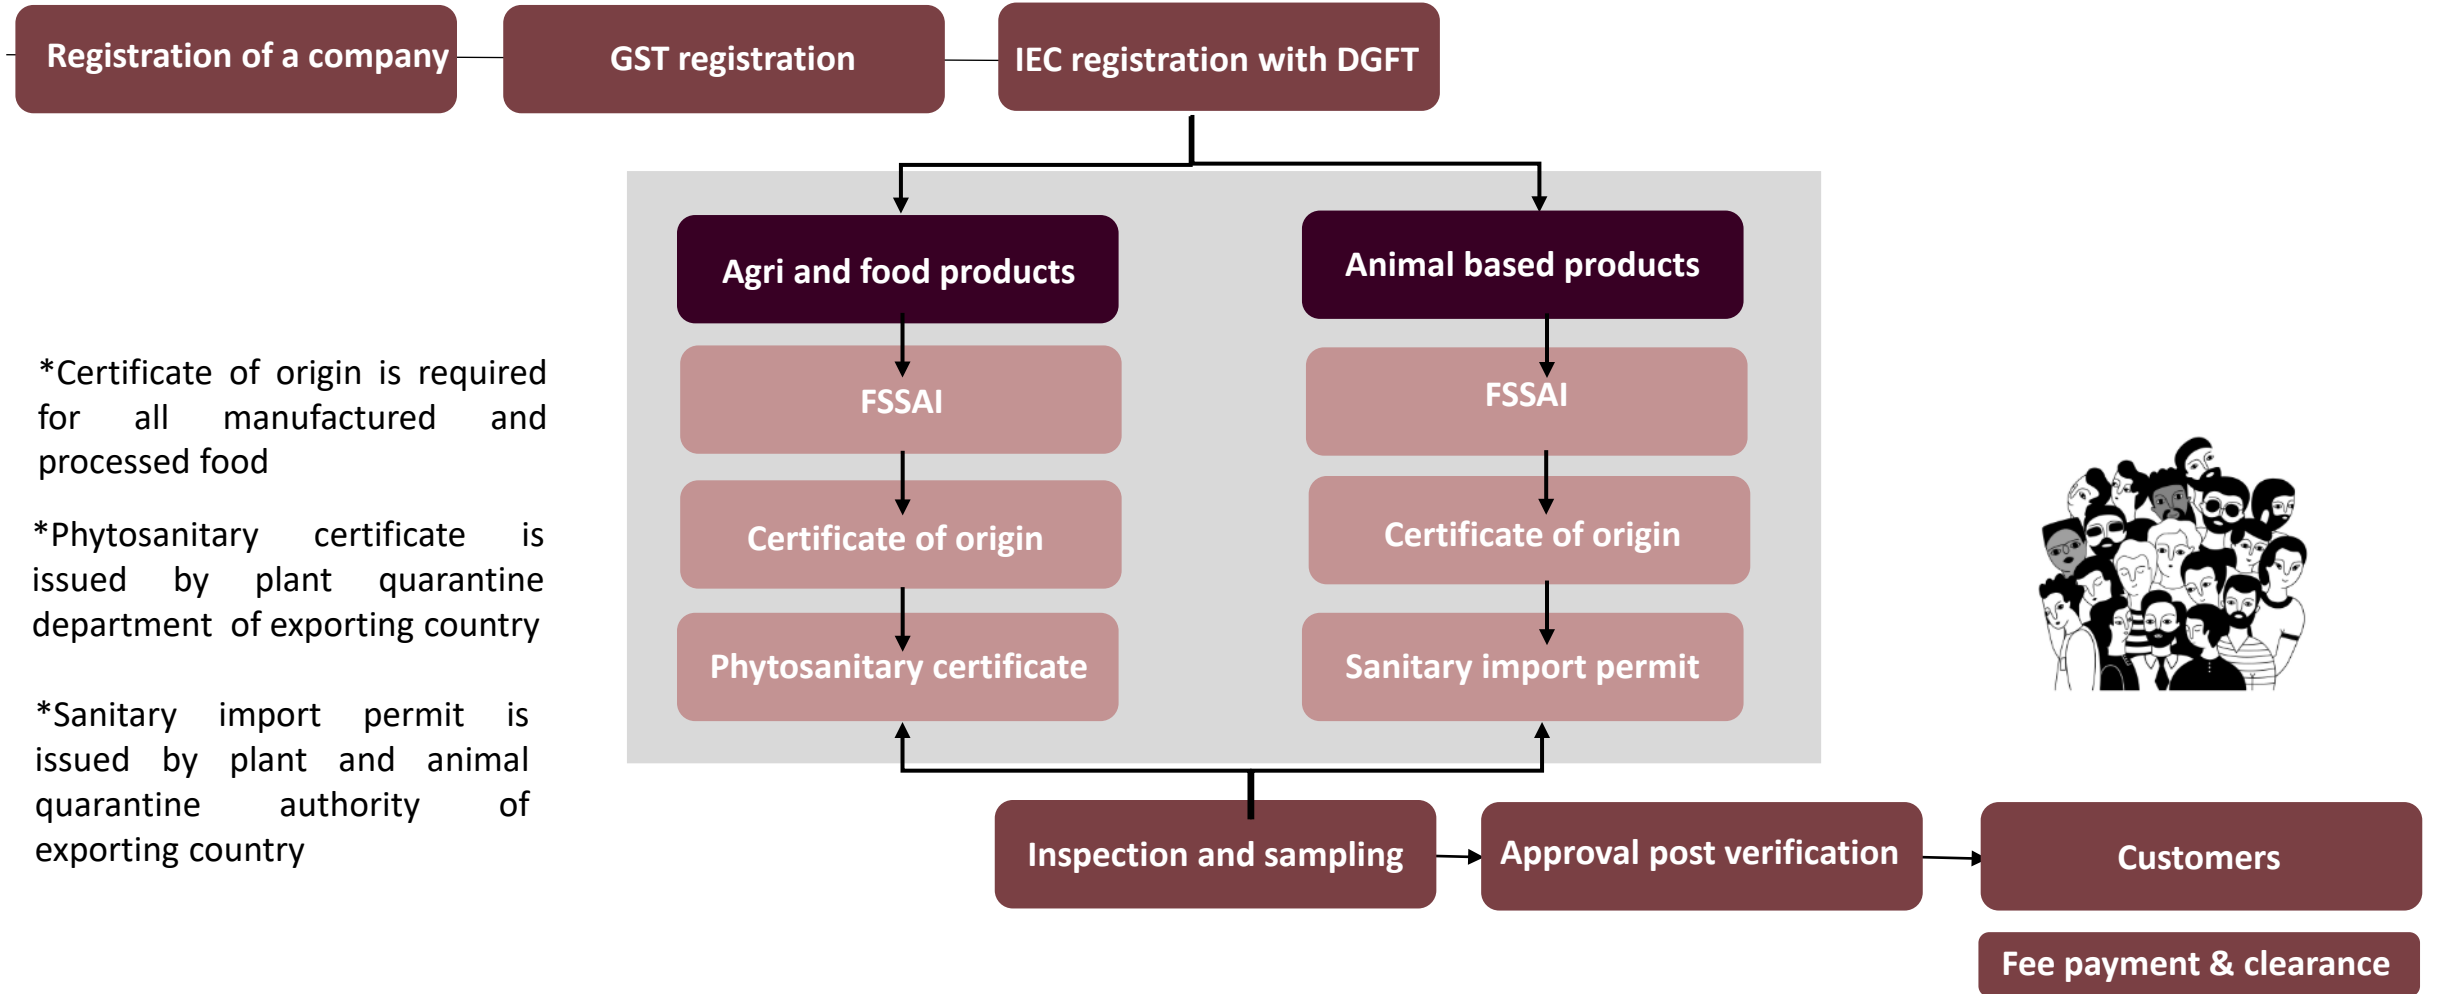 Registration of a company
GST registration
IEC registration with DGFT
Agri and food products
Animal based products
FSSAI
FSSAI
Certificate of origin
Certificate of origin
Phytosanitary certificate
Sanitary import permit
*Certificate of origin is required
for all manufactured and
processed food
*Phytosanitary certificate is
issued by plant quarantine
department of exporting country
*Sanitary import permit is
issued by plant and animal
quarantine authority of
exporting country
Inspection and sampling
Approval post verification
Customers
Fee payment & clearance